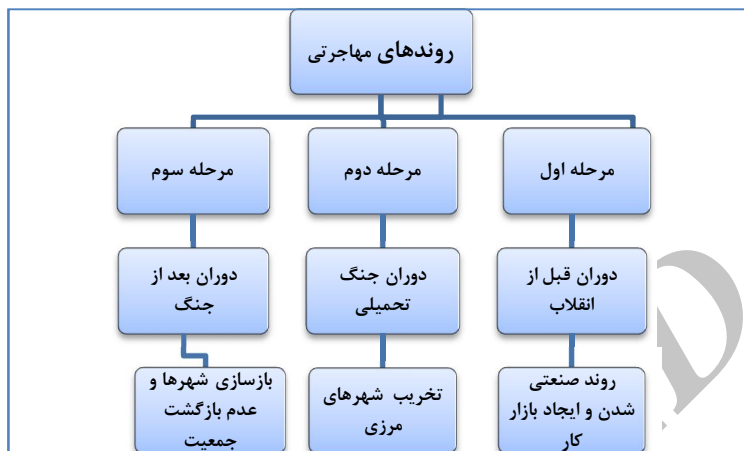 روندهای مهاجرتی
مرحله اول
مرحله دوم
مرحله سوم
دوران قبل از
انقلاب
دوران جنگ
تحمیلی
دوران بعد از
جنگ
روند صنعتی
شدن و ایجاد بازار
کار
تخریب شهرهای
مرزی
بازسازی شهرها و
عدم بازگشت
جمعیت